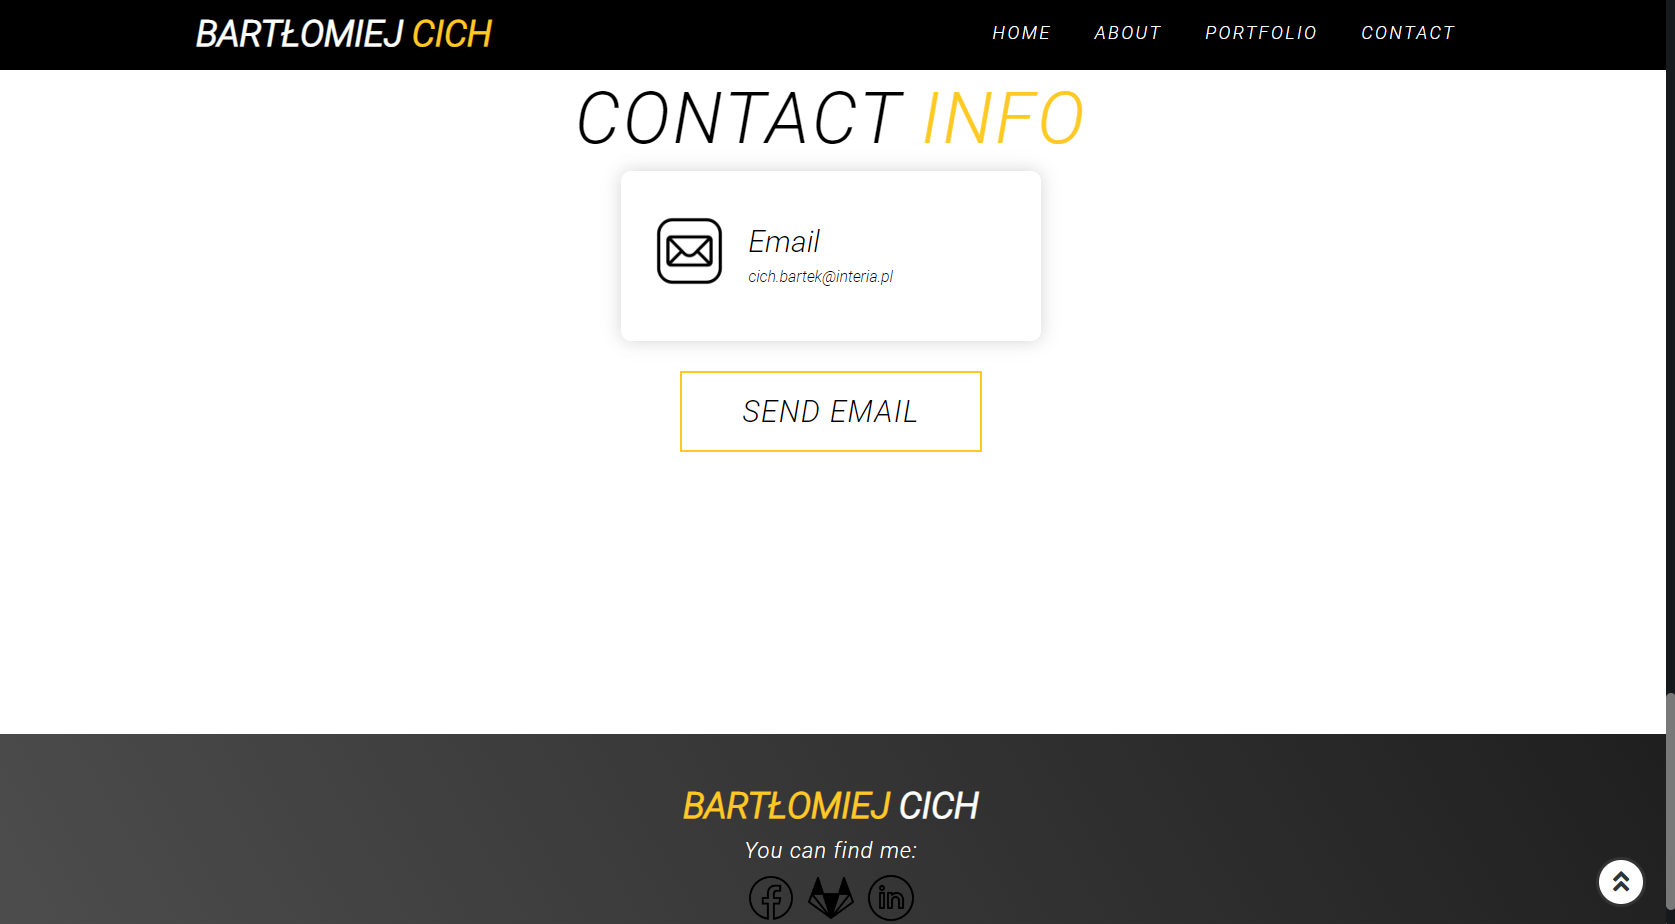 BARTŁOMIEJ CICH
HOME ABOUT PORTFOLIO CONTACT
CONTACT INFO
Email
cich.bartek@interia.pl
SEND EMAIL
BARTŁOMIEJ CICH
You can find me:
in